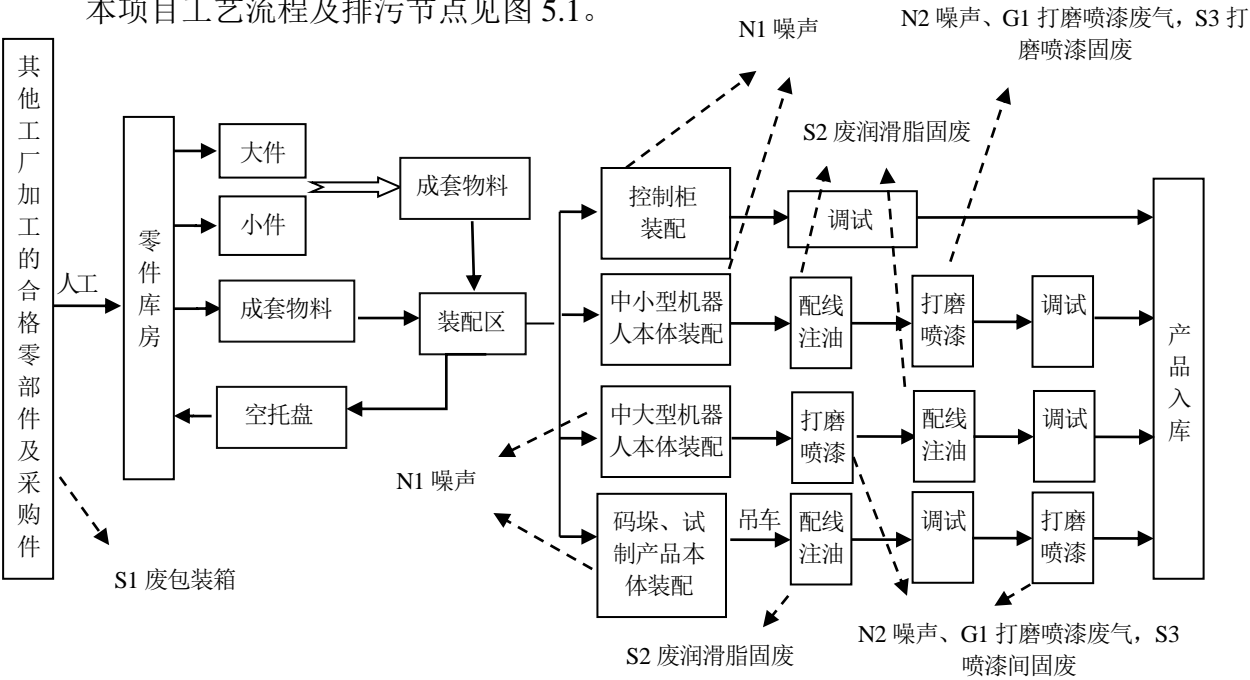 本项目工艺流程及排污节点见图 5.1。
N1 噪声
N2 噪声、G1 打磨喷漆废气，S3 打
磨喷漆固废
其他工厂加工的合格零部件及采购件
人工
零件库房
大件
小件
成套物料
成套物料
装配区
空托盘
S1 废包装箱
N1 噪声
S2 废润滑脂固废
控制柜
装配
调试
中小型机器
人本体装配
配线
注油
打磨
喷漆
调试
中大型机器
人本体装配
打磨
喷漆
配线
注油
调试
码垛、试
制产品本
体装配
吊车
配线
注油
调试
打磨
喷漆
产品入库
S2 废润滑脂固废
N2 噪声、G1 打磨喷漆废气，S3
喷漆间固废